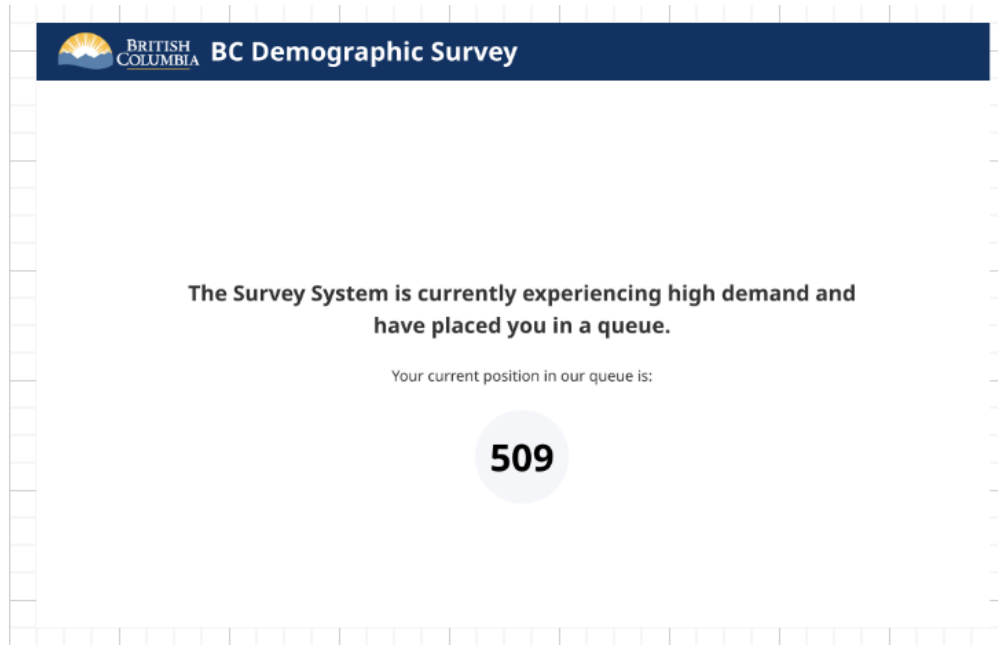 BRITISH
COLUMBIA
BC Demographic Survey
The Survey System is currently experiencing high demand and
have placed you in a queue.
Your current position in our queue is:
509